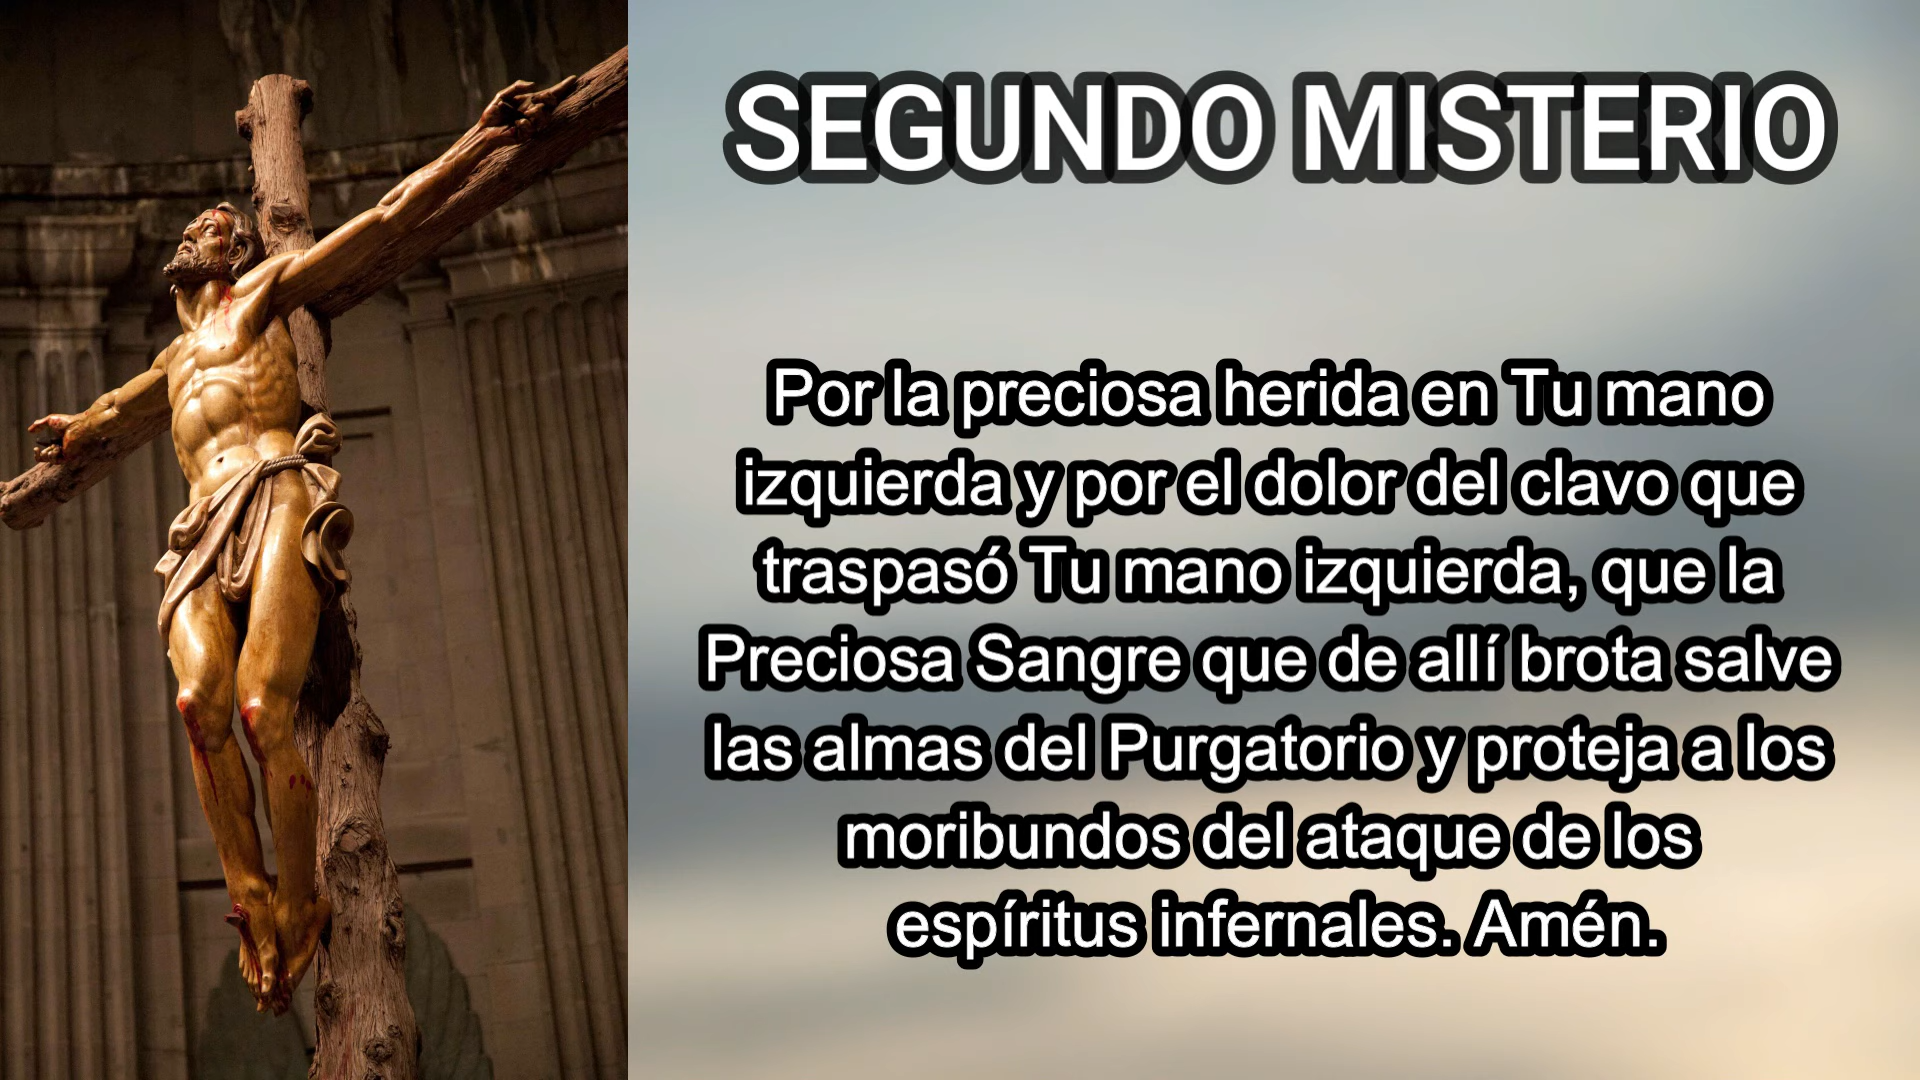 SEGUNDO MISTERIO
Por la preciosa herida en Tu mano
izquierda y por el dolor del clavo que
traspasó Tu mano izquierda, que la
Preciosa Sangre que de allí brota salve
las almas del Purgatorio y proteja a los
moribundos del ataque de los
espíritus infernales. Amén.